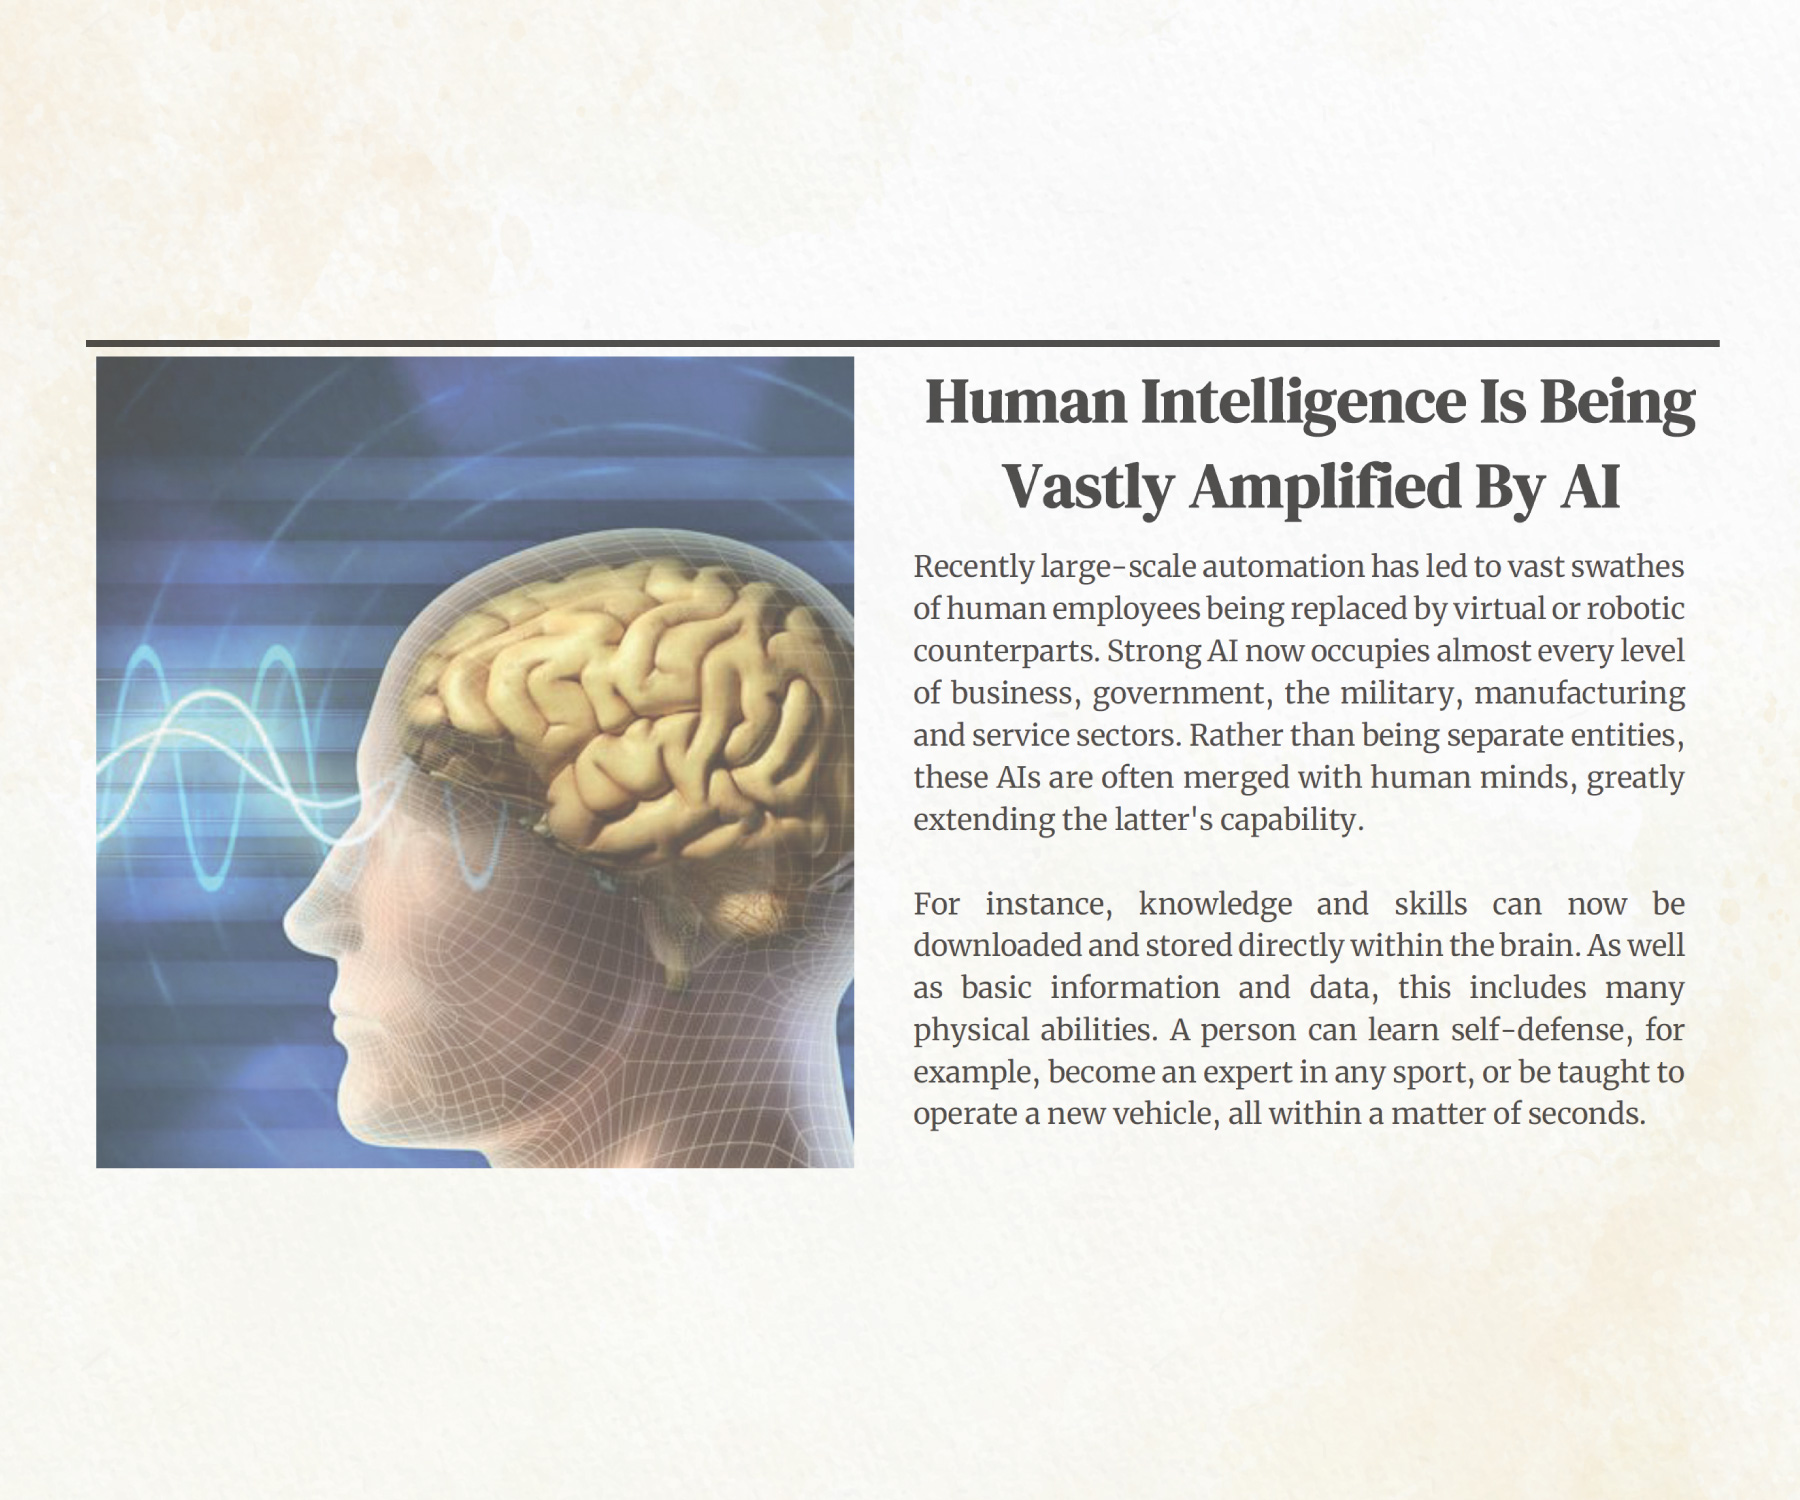 Human Intelligence Is Being
Vastly Amplified By AI
Recently large-scale automation has led to vast swathes
of human employees being replaced by virtual or robotic
counterparts. Strong AI now occupies almost every level
of business, government, the military, manufacturing
and service sectors. Rather than being separate entities,
these AIs are often merged with human minds, greatly
extending the latter's capability.
For instance, knowledge and skills can now be
downloaded and stored directly within the brain. As well
as basic information and data, this includes many
physical abilities. A person can learn self-defense, for
example, become an expert in any sport, or be taught to
operate a new vehicle, all within a matter of seconds.